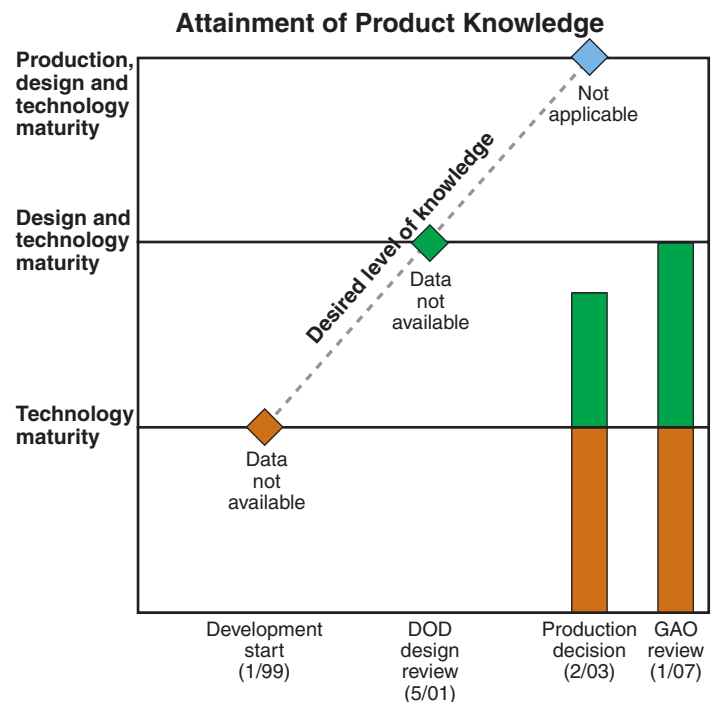 Attainment of Product Knowledge
Production,
design and
technology
maturity
Not
applicable
Desired level of knowledge
Design and
technology
maturity
Data
not
available
Technology
maturity
Data
not
available
Development
start
(1/99)
DOD
design
review
(5/01)
Production
decision
(2/03)
GAO
review
(1/07)